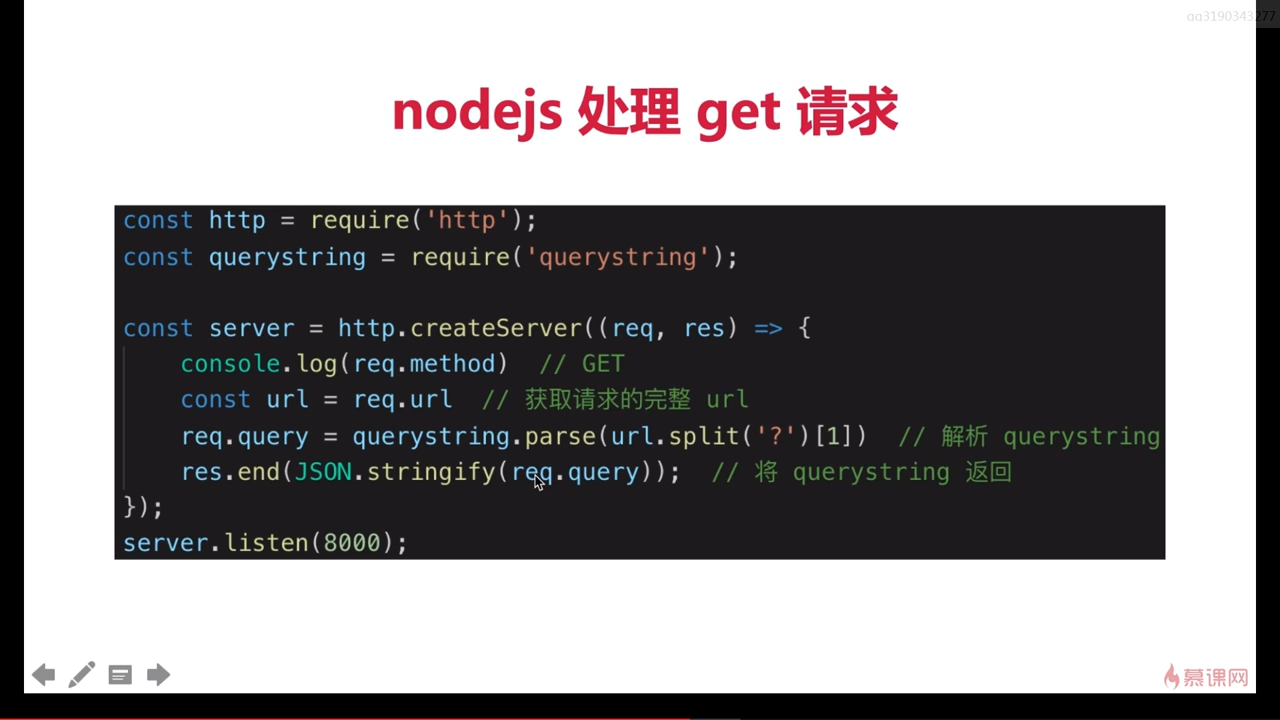 qq3190343277
nodejs 处理 get 请求
const http = require('http');
const querystring = require('querystring');
const server = http.createServer((req, res) => {
console.log(req.method)  // GET
const url = req.url  // 获取请求的完整 url
req.query = querystring.parse(url.split('?')[1])  // 解析 querystring
res.end(JSON.stringify(req.query));  // 将 querystring 返回
});
server.listen(8000);
慕课网